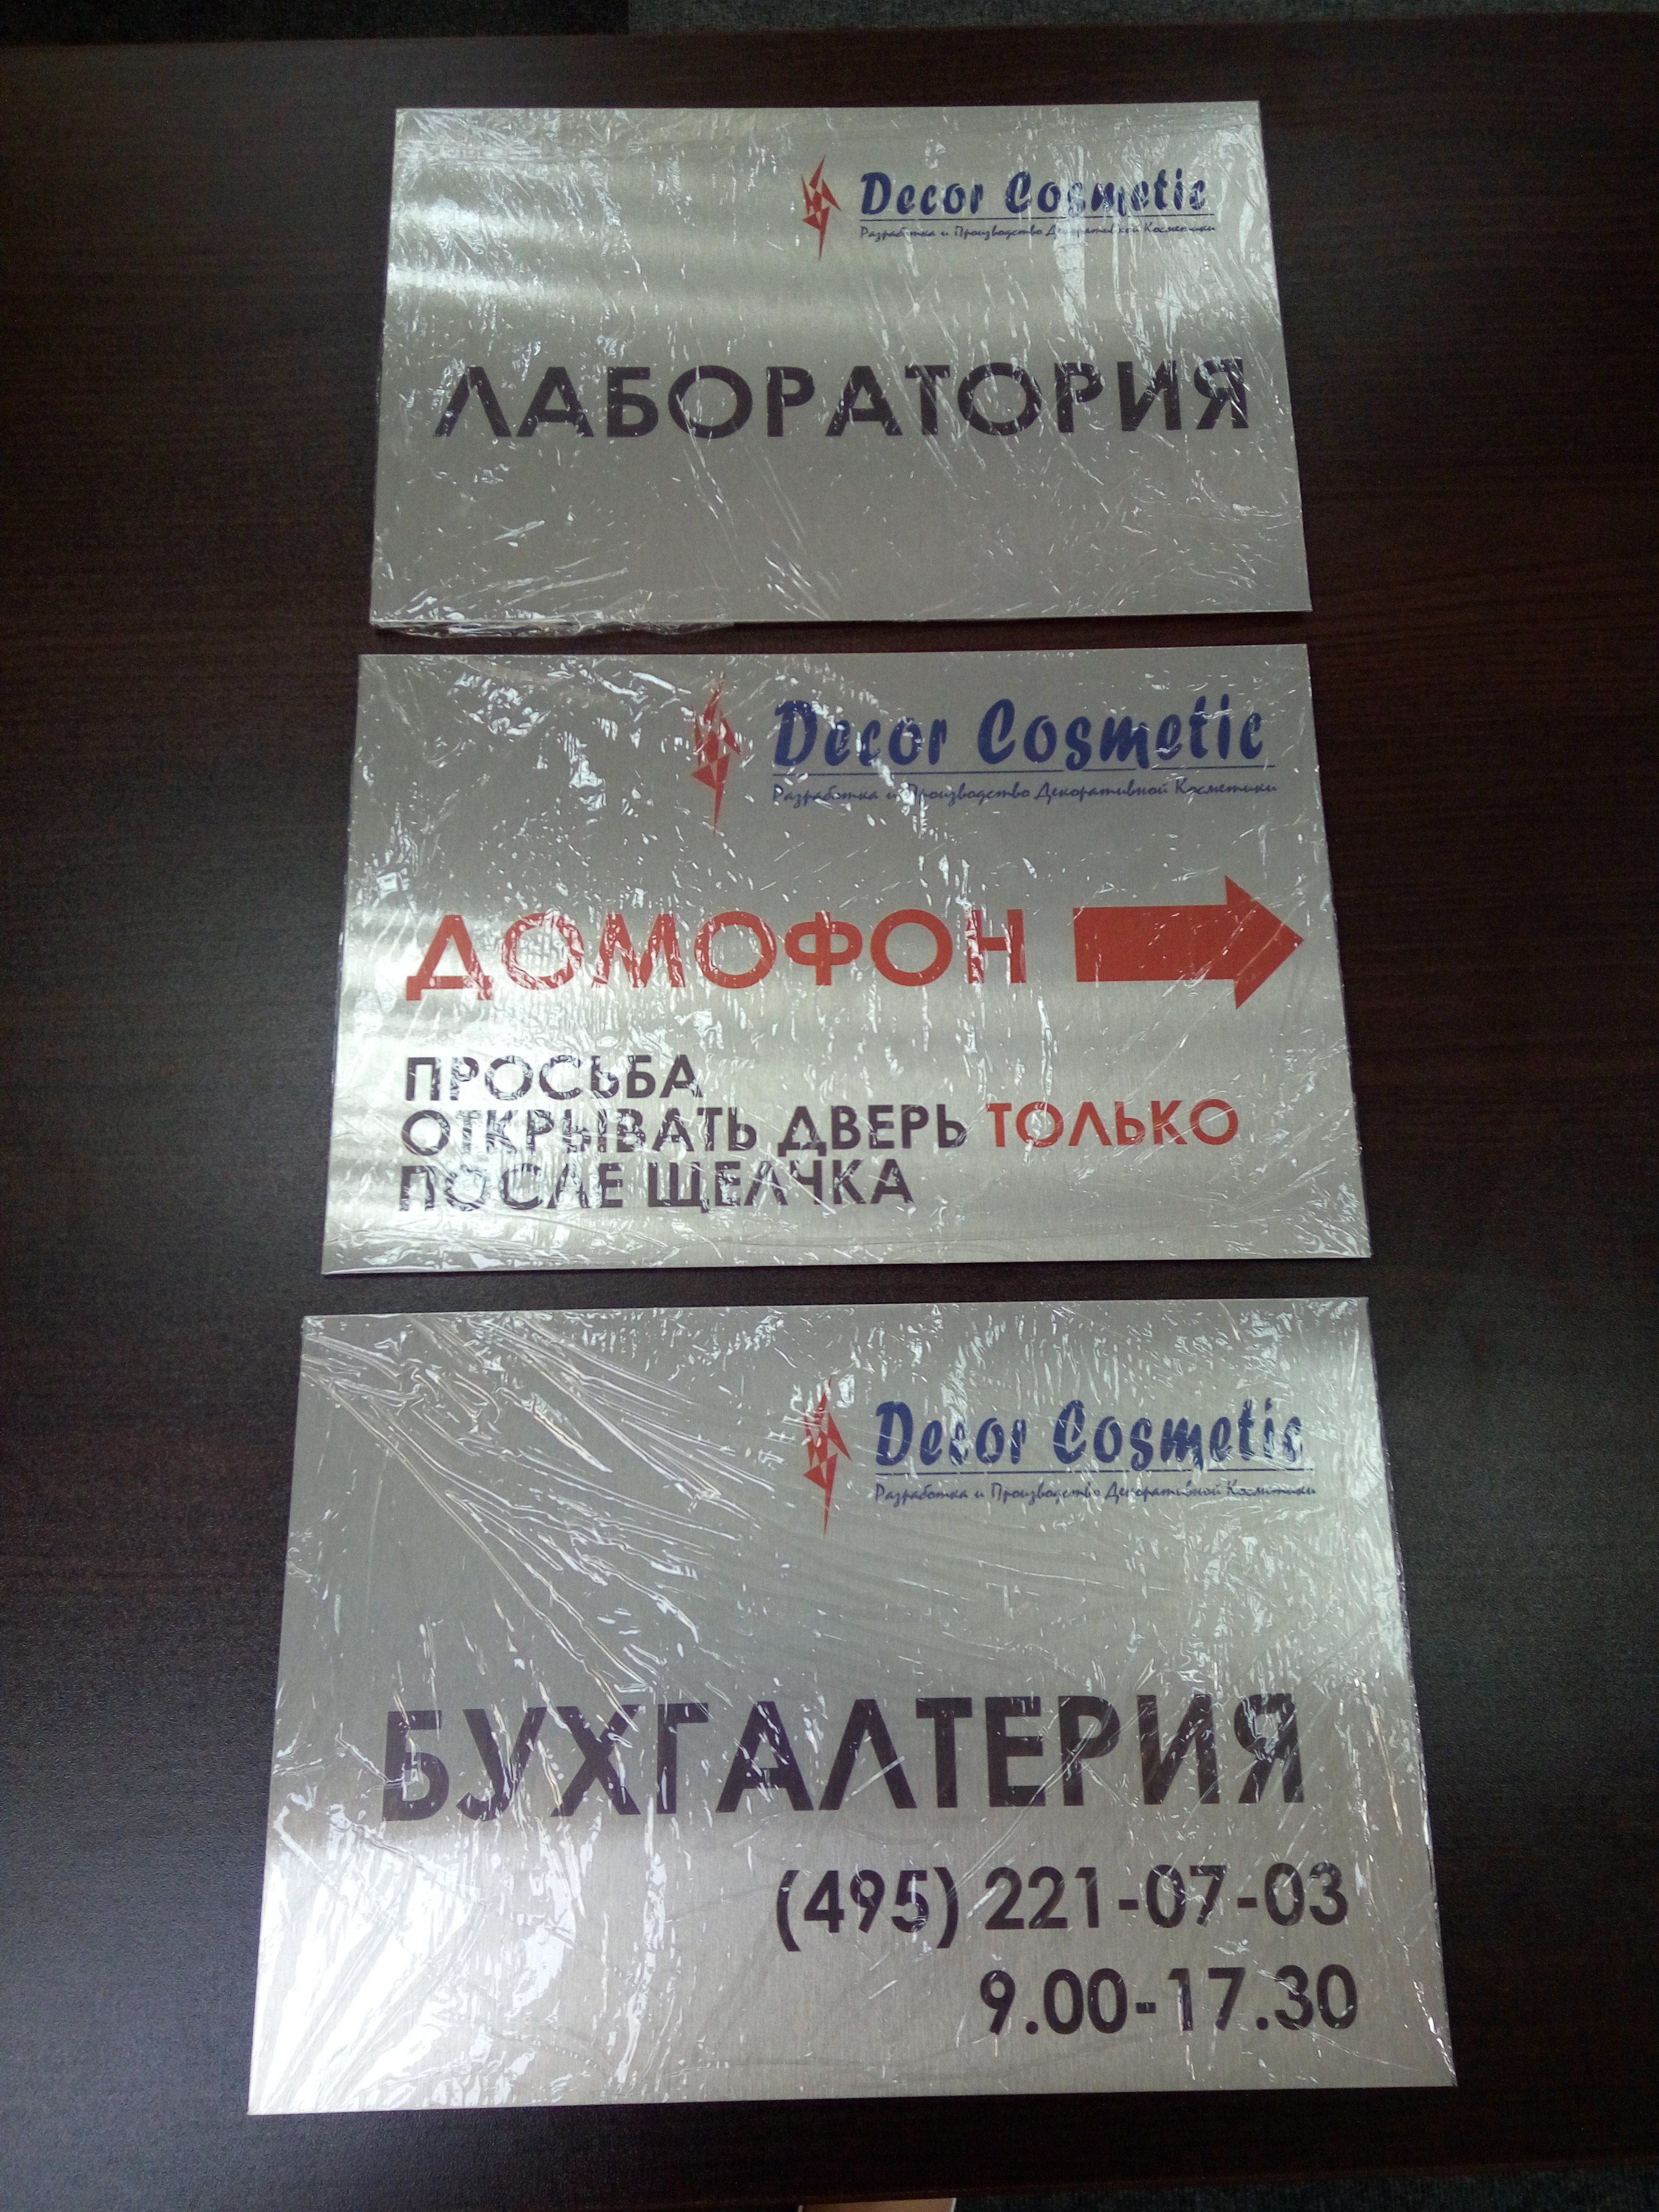 Decor Cosmetic
Разработка и Производство Декоративной Косметики
ЛАБОРАТОРИЯ
Decor Cosmetic
Разработка и Производство Декоративной Косметики
ДОМОФОН
ПРОСЬБА
ОТКРЫВАТЬ ДВЕРЬ ТОЛЬКО
ПОСЛЕ ЩЕЛЧКА
Decor Cosmetic
Разработка и Производство Декоративной Косметики
БУХГАЛТЕРИЯ
(495) 221-07-03
9.00-17.30